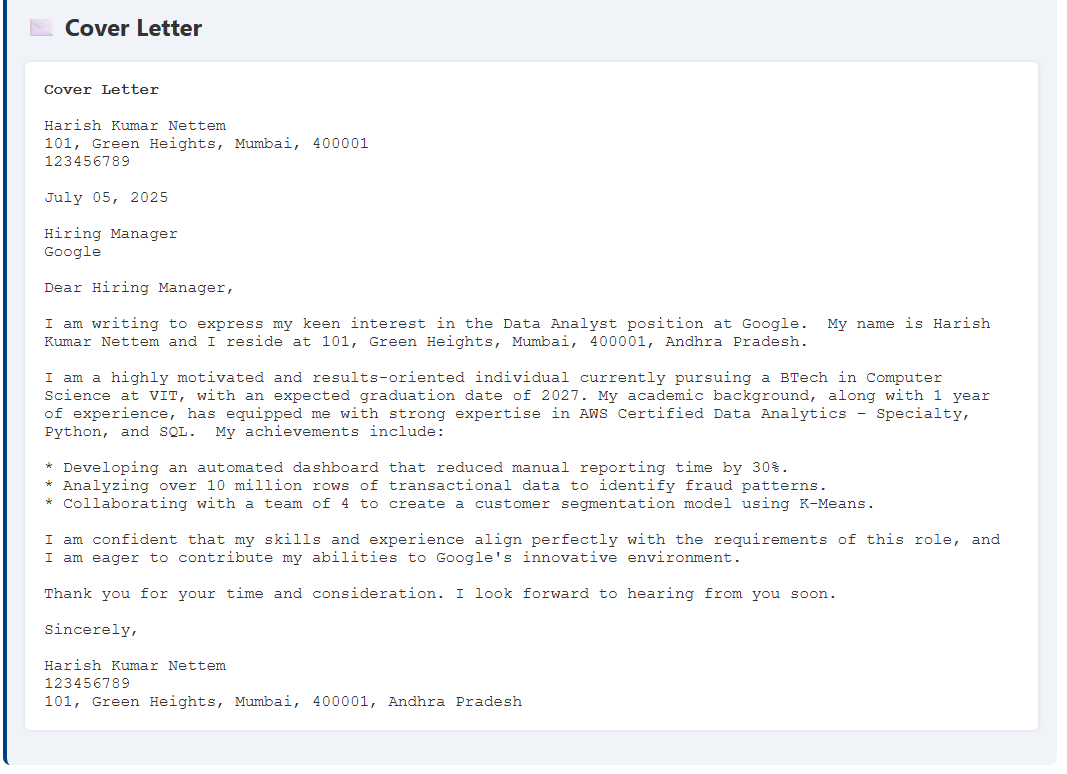 Cover Letter
Cover Letter
Harish Kumar Nettem
101, Green Heights, Mumbai, 400001
123456789
July 05, 2025
Hiring Manager
Google
Dear Hiring Manager,
I am writing to express my keen interest in the Data Analyst position at Google.  My name is Harish
Kumar Nettem and I reside at 101, Green Heights, Mumbai, 400001, Andhra Pradesh.
I am a highly motivated and results-oriented individual currently pursuing a BTech in Computer
Science at VIT, with an expected graduation date of 2027. My academic background, along with 1 year
of experience, has equipped me with strong expertise in AWS Certified Data Analytics – Specialty,
Python, and SQL.  My achievements include:
* Developing an automated dashboard that reduced manual reporting time by 30%.
* Analyzing over 10 million rows of transactional data to identify fraud patterns.
* Collaborating with a team of 4 to create a customer segmentation model using K-Means.
I am confident that my skills and experience align perfectly with the requirements of this role, and
I am eager to contribute my abilities to Google's innovative environment.
Thank you for your time and consideration. I look forward to hearing from you soon.
Sincerely,
Harish Kumar Nettem
123456789
101, Green Heights, Mumbai, 400001, Andhra Pradesh